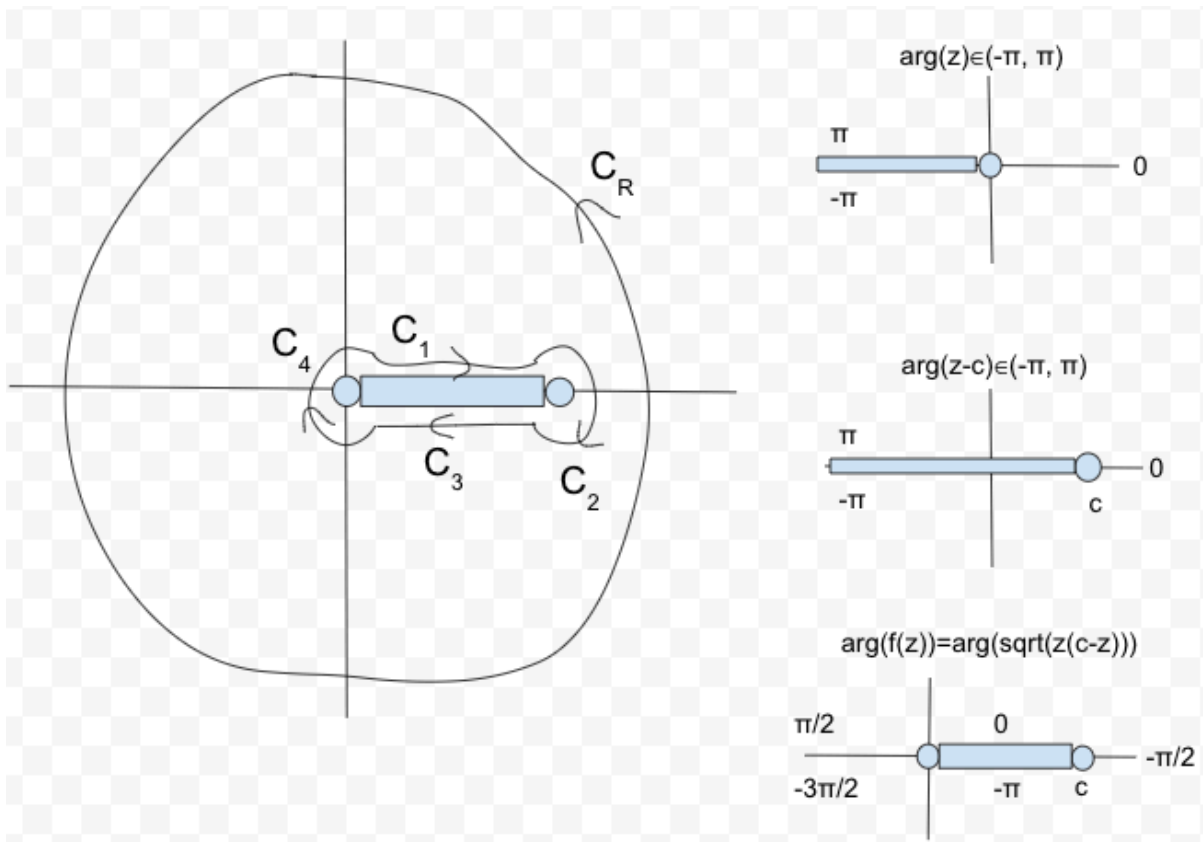 C_R
C_4
C_1
C_3
C_2
arg(z)∈(-π, π)
π
0
-π
arg(z-c)∈(-π, π)
π
0
-π
c
arg(f(z))=arg(sqrt(z(c-z)))
π/2 0
-π/2
-3π/2 -π c